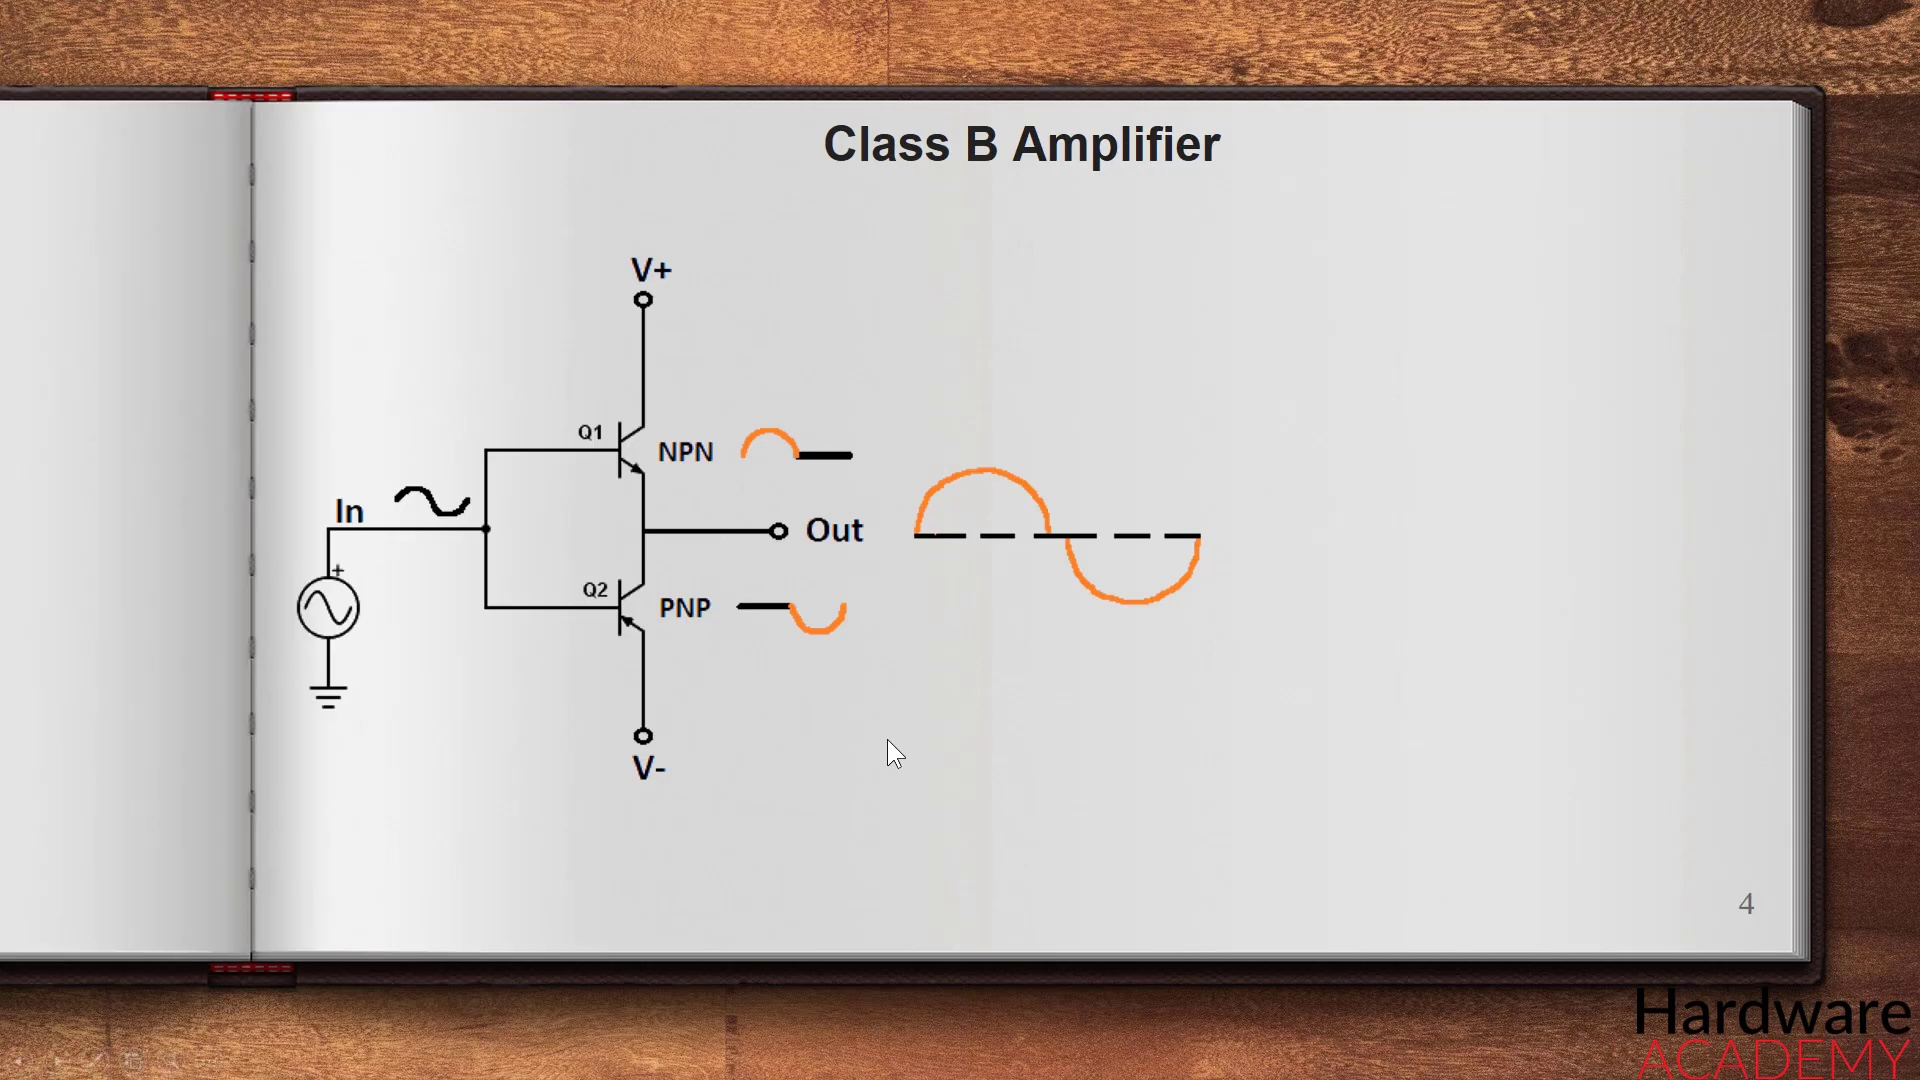 Class B Amplifier
V+
Q1
NPN
In
Out
+
Q2
PNP
V-
4
Hardware
ACADEMY